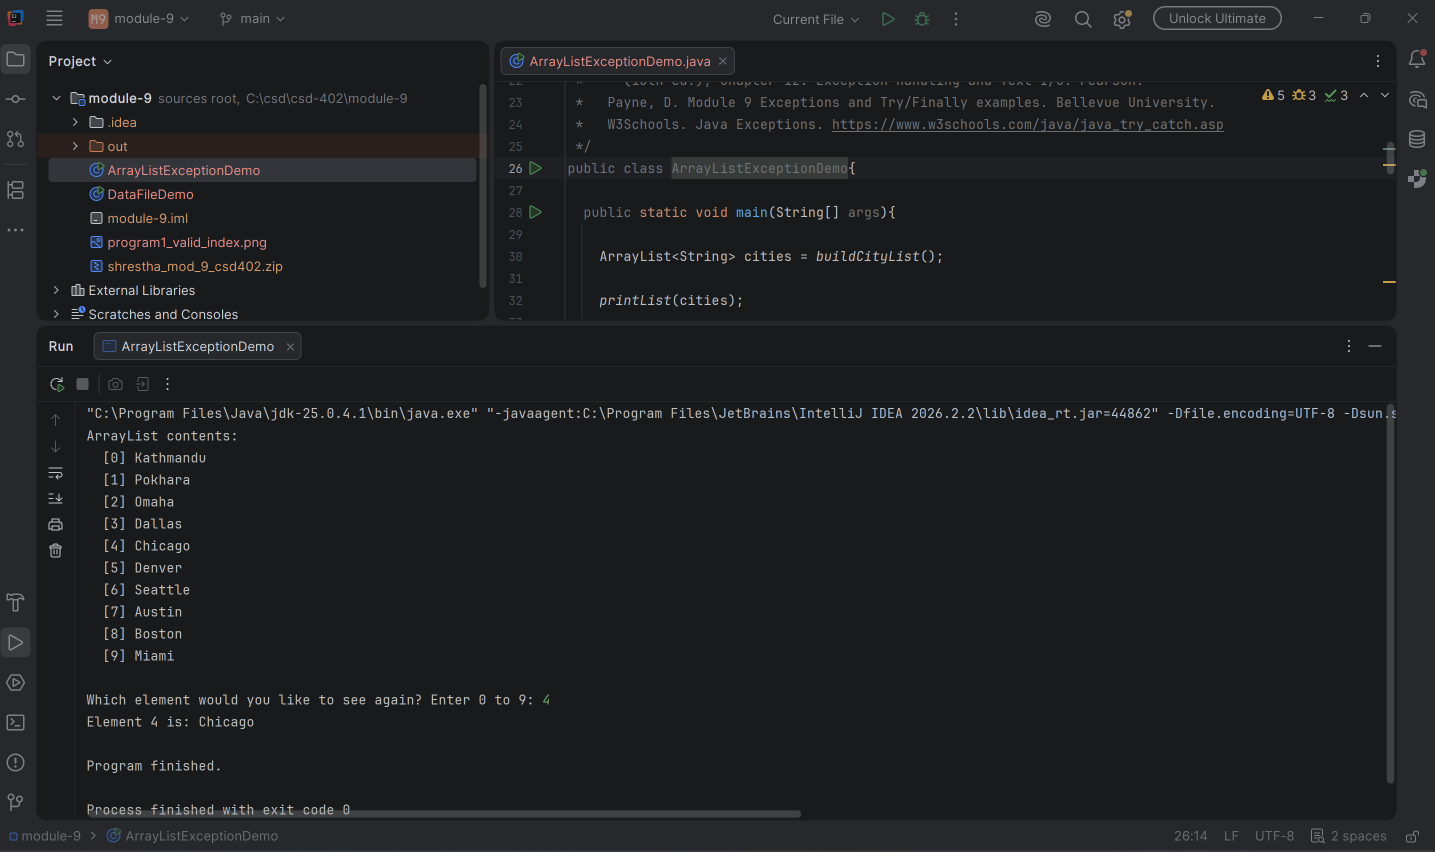 M9 module-9 main Current File Unlock Ultimate
Project
module-9 sources root, C:\csd\csd-402\module-9
.idea
out
ArrayListExceptionDemo
DataFileDemo
module-9.iml
program1_valid_index.png
shrestha_mod_9_csd402.zip
External Libraries
Scratches and Consoles
ArrayListExceptionDemo.java
5 3 3
23 * Payne, D. Module 9 Exceptions and Try/Finally examples. Bellevue University.
24 * W3Schools. Java Exceptions. https://www.w3schools.com/java/java_try_catch.asp
25 */
26 public class ArrayListExceptionDemo{
27
28 public static void main(String[] args){
29
30 ArrayList<String> cities = buildCityList();
31
32 printList(cities);
Run ArrayListExceptionDemo
"C:\Program Files\Java\jdk-25.0.4.1\bin\java.exe" "-javaagent:C:\Program Files\JetBrains\IntelliJ IDEA 2026.2.2\lib\idea_rt.jar=44862" -Dfile.encoding=UTF-8 -Dsun.s
ArrayList contents:
[0] Kathmandu
[1] Pokhara
[2] Omaha
[3] Dallas
[4] Chicago
[5] Denver
[6] Seattle
[7] Austin
[8] Boston
[9] Miami
Which element would you like to see again? Enter 0 to 9: 4
Element 4 is: Chicago
Program finished.
Process finished with exit code 0
module-9 ArrayListExceptionDemo 26:14 LF UTF-8 2 spaces